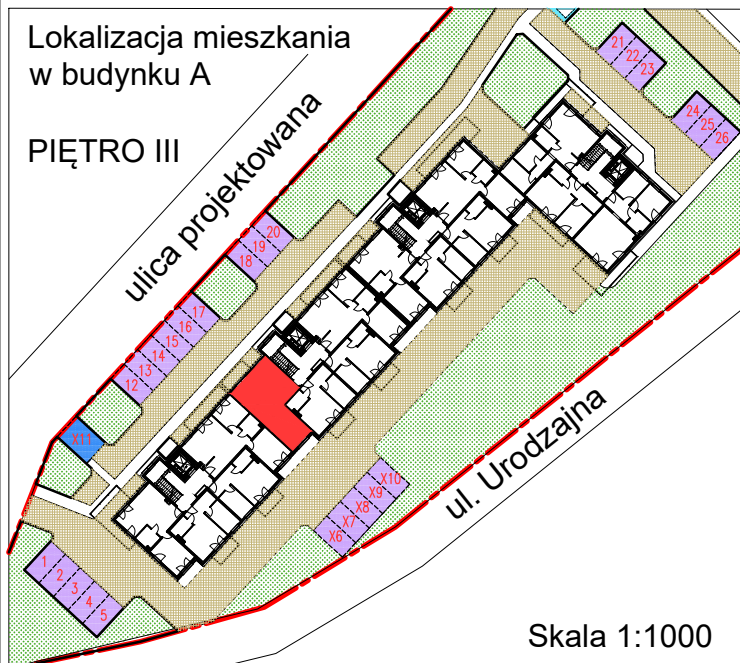 Lokalizacja mieszkania
w budynku A
PIĘTRO III
ulica projektowana
21
22
23
24
25
26
20
19
18
17
16
15
14
13
12
X11
X10
X9
X8
X7
X6
ul. Urodzajna
1
2
3
4
5
Skala 1:1000